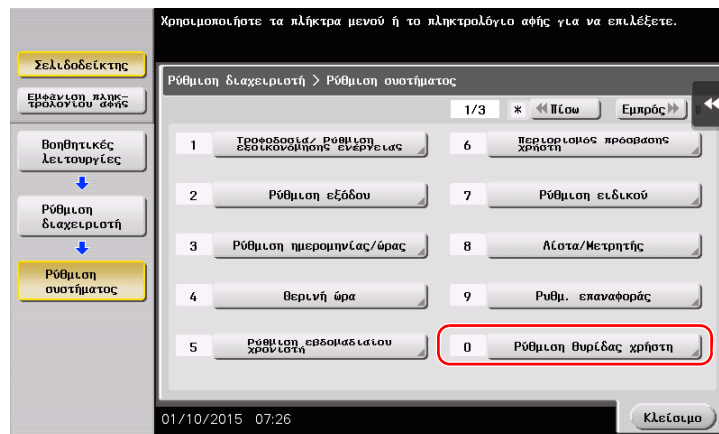 Χρησιμοποιήστε τα πλήκτρα μενού ή το πληκτρολόγιο αφής για να επιλέξετε.
Σελιδοδείκτης
Εμφάνιση πληκ-
τρολογίου αφής
Βοηθητικές
λειτουργίες
Ρύθμιση
διαχειριστή
Ρύθμιση
συστήματος
Ρύθμιση διαχειριστή > Ρύθμιση συστήματος
1/3 * Πίσω Εμπρός #
1 Τροφοδοσία/ Ρύθμιση
εξοικονόμησης ενέργειας
6 Περιορισμός πρόσβασης
χρήστη
2 Ρύθμιση εξόδου
7 Ρύθμιση ειδικού
3 Ρύθμιση ημερομηνίας/ώρας
8 Λίστα/Μετρητής
4 Θερινή ώρα
9 Ρυθμ. επαναφοράς
5 Ρύθμιση εβδομαδιαίου
χρονιστή
0 Ρύθμιση θυρίδας χρήστη
01/10/2015 07:26
Κλείσιμο